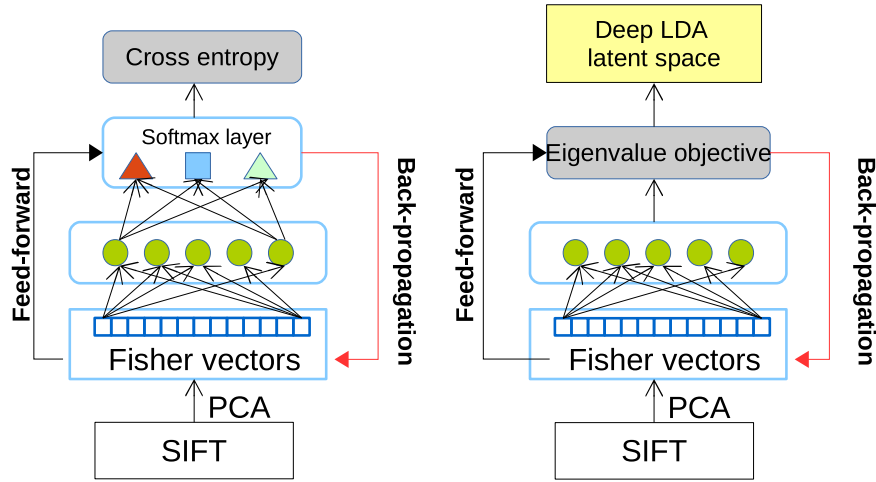 Cross entropy
Softmax layer
Feed-forward
Back-propagation
Fisher vectors
PCA
SIFT
Deep LDA
latent space
Eigenvalue objective
Feed-forward
Back-propagation
Fisher vectors
PCA
SIFT